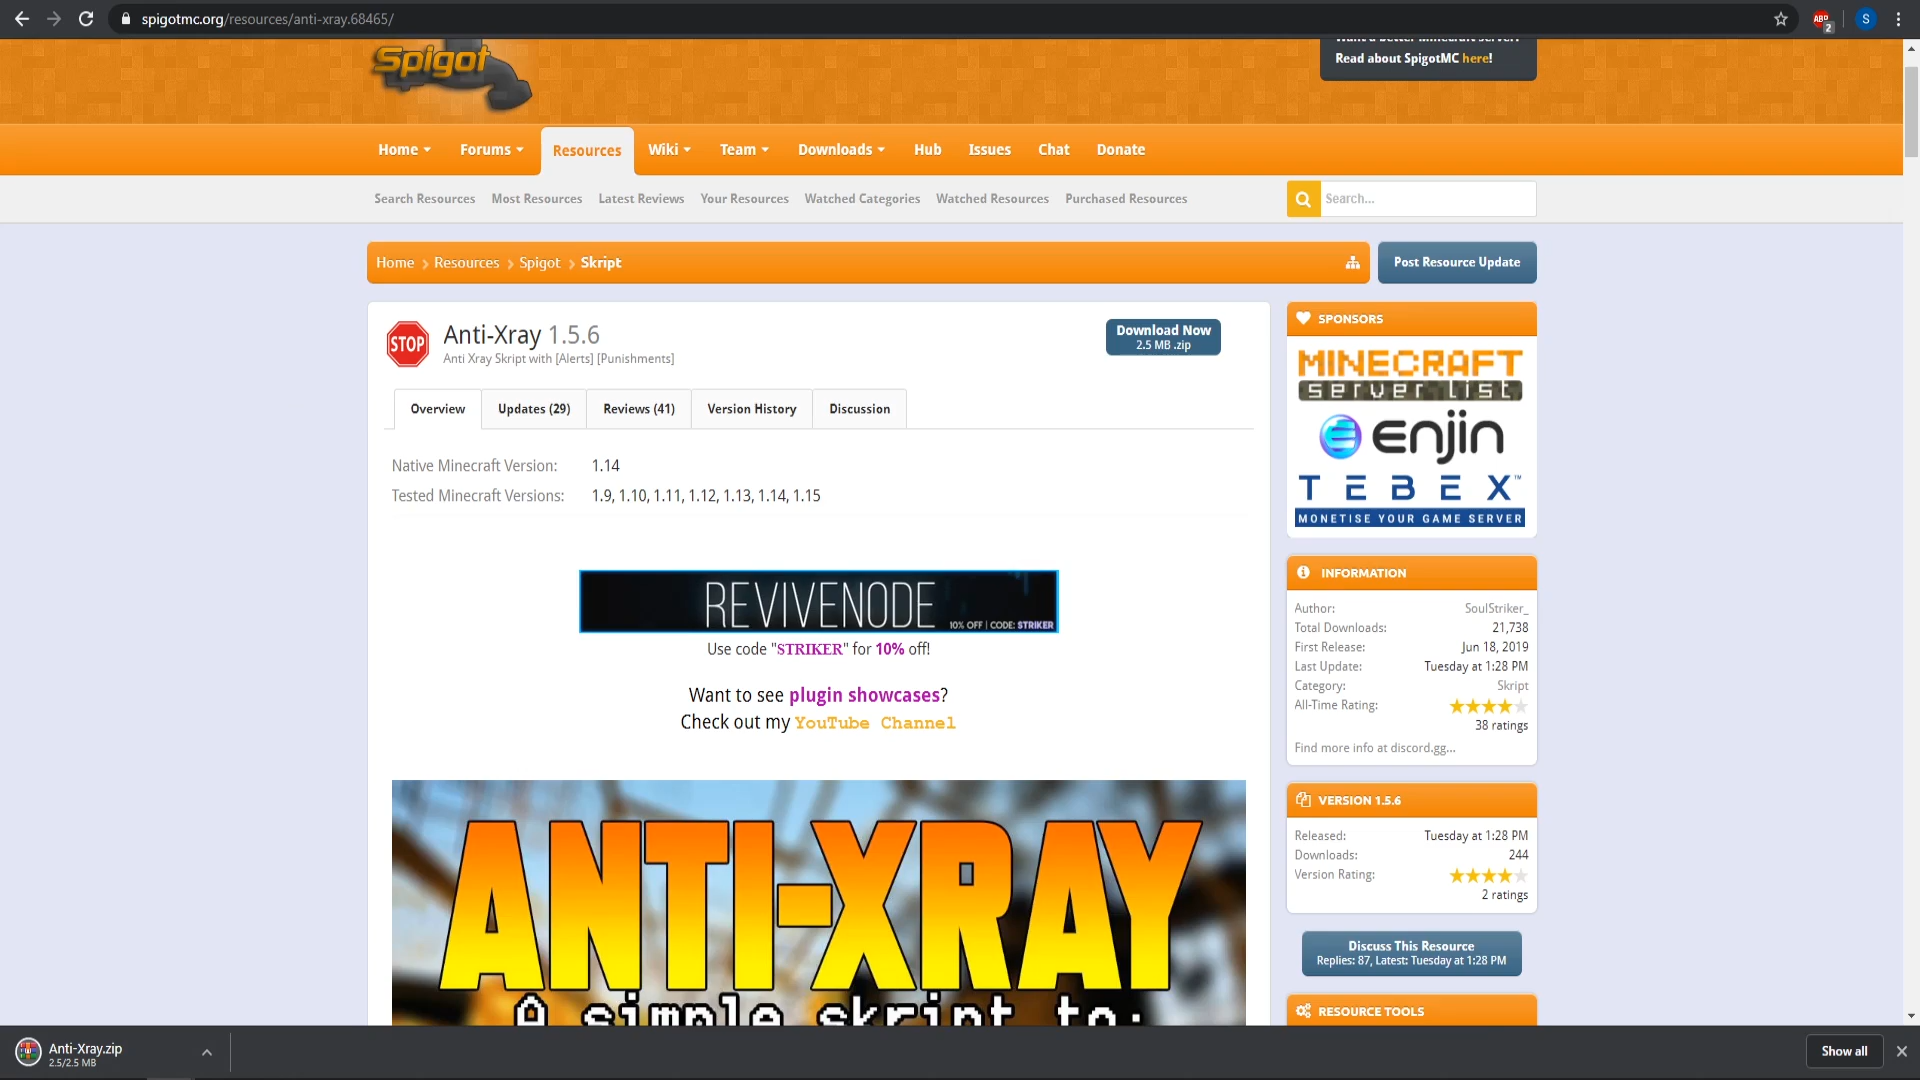 spigotmc.org/resources/anti-xray.68465/
ABP
2
S
Spigot
Want a better Minecraft server?
Read about SpigotMC here!
Home
Forums
Resources
Wiki
Team
Downloads
Hub
Issues
Chat
Donate
Search Resources
Most Resources
Latest Reviews
Your Resources
Watched Categories
Watched Resources
Purchased Resources
Search...
Home
Resources
Spigot
Skript
Post Resource Update
STOP
Anti-Xray 1.5.6
Anti Xray Skript with [Alerts] [Punishments]
Download Now
2.5 MB .zip
Overview
Updates (29)
Reviews (41)
Version History
Discussion
Native Minecraft Version: 1.14
Tested Minecraft Versions: 1.9, 1.10, 1.11, 1.12, 1.13, 1.14, 1.15
REVIVENODE
10% OFF | CODE: STRIKER
Use code "STRIKER" for 10% off!
Want to see plugin showcases?
Check out my YouTube Channel
ANTI-XRAY
A simple skript to:
SPONSORS
MINECRAFT
server list
enjin
TEBEX™
MONETISE YOUR GAME SERVER
INFORMATION
Author: SoulStriker_
Total Downloads: 21,738
First Release: Jun 18, 2019
Last Update: Tuesday at 1:28 PM
Category: Skript
All-Time Rating:
38 ratings
Find more info at discord.gg...
VERSION 1.5.6
Released: Tuesday at 1:28 PM
Downloads: 244
Version Rating:
2 ratings
Discuss This Resource
Replies: 87, Latest: Tuesday at 1:28 PM
RESOURCE TOOLS
Anti-Xray.zip
2.5/2.5 MB
Show all